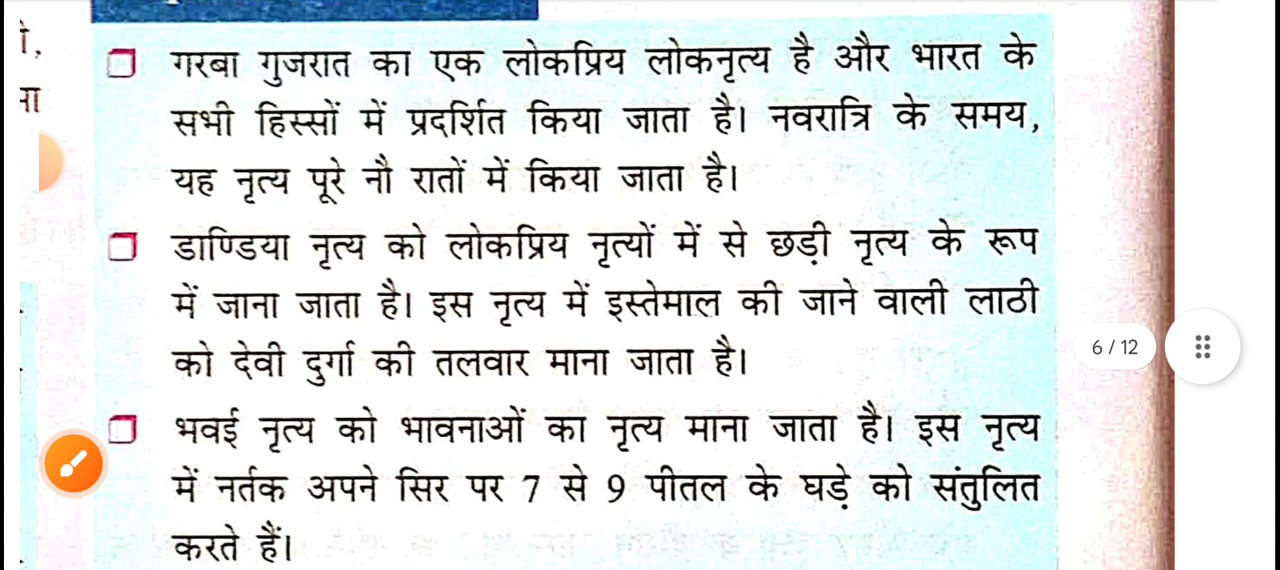 गरबा गुजरात का एक लोकप्रिय लोकनृत्य है और भारत के
सभी हिस्सों में प्रदर्शित किया जाता है। नवरात्रि के समय,
यह नृत्य पूरे नौ रातों में किया जाता है।
डाण्डिया नृत्य को लोकप्रिय नृत्यों में से छड़ी नृत्य के रूप
में जाना जाता है। इस नृत्य में इस्तेमाल की जाने वाली लाठी
को देवी दुर्गा की तलवार माना जाता है।
6 / 12
भवई नृत्य को भावनाओं का नृत्य माना जाता है। इस नृत्य
में नर्तक अपने सिर पर 7 से 9 पीतल के घड़े को संतुलित
करते हैं।